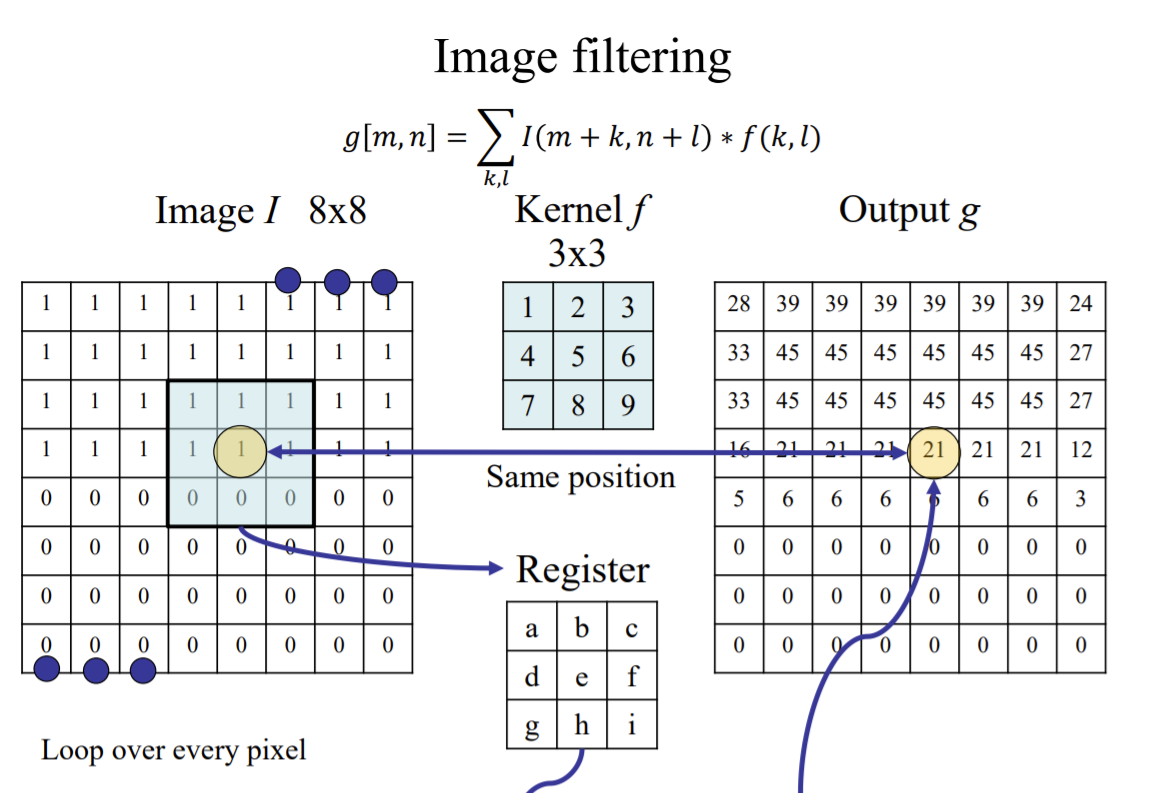 Image filtering
g[m, n] = ∑ I(m + k, n + l) ∗ f(k, l)
k,l
Image I 8x8
Kernel f
3x3
Output g
1 1 1 1 1 1 1 1
1 1 1 1 1 1 1 1
1 1 1 1 1 1 1 1
1 1 1 1 1 1 1 1
0 0 0 0 0 0 0 0
0 0 0 0 0 0 0 0
0 0 0 0 0 0 0 0
0 0 0 0 0 0 0 0
1 2 3
4 5 6
7 8 9
28 39 39 39 39 39 39 24
33 45 45 45 45 45 45 27
33 45 45 45 45 45 45 27
16 21 21 21 21 21 21 12
5 6 6 6 6 6 6 3
0 0 0 0 0 0 0 0
0 0 0 0 0 0 0 0
0 0 0 0 0 0 0 0
Same position
Register
a b c
d e f
g h i
Loop over every pixel